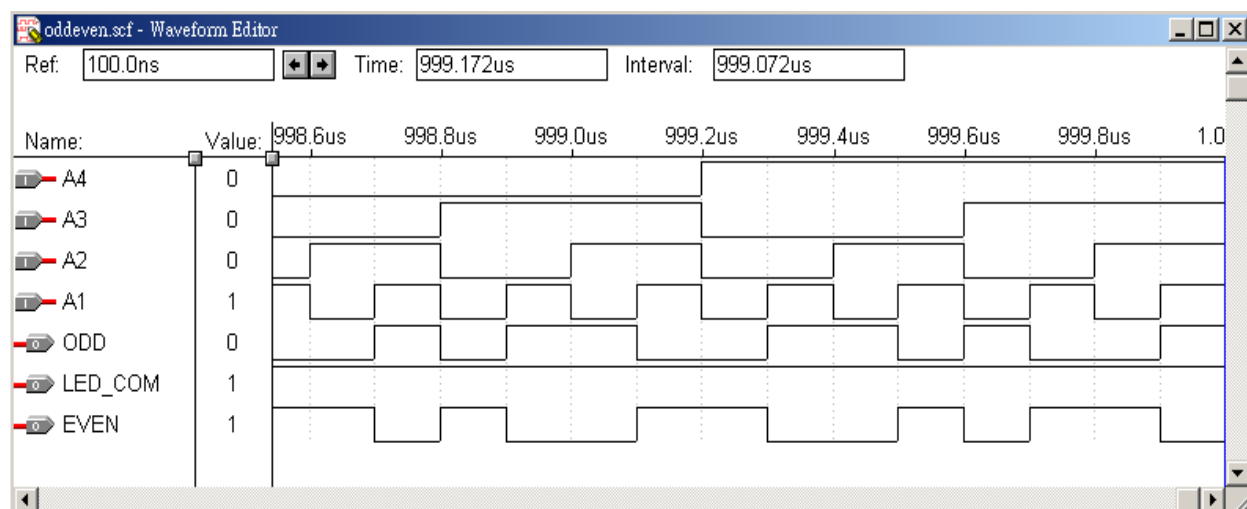 oddeven.scf - Waveform Editor
Ref: 100.0ns Time: 999.172us Interval: 999.072us
Name: Value: 998.6us 998.8us 999.0us 999.2us 999.4us 999.6us 999.8us 1.0
A4 0
A3 0
A2 0
A1 1
ODD 0
LED_COM 1
EVEN 1